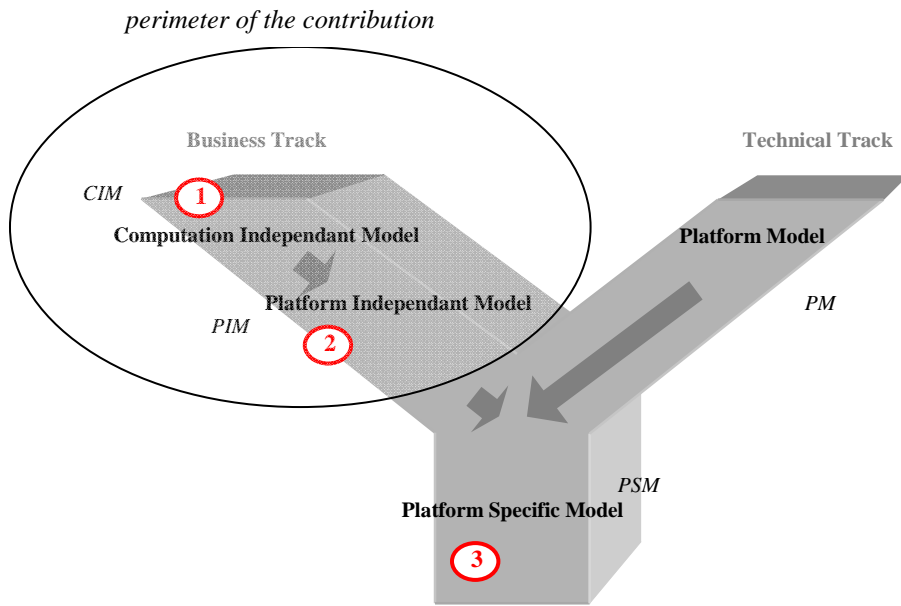 perimeter of the contribution
Business Track
Technical Track
CIM
1
Computation Independant Model
Platform Model
Platform Independant Model
PIM
PM
2
PSM
Platform Specific Model
3